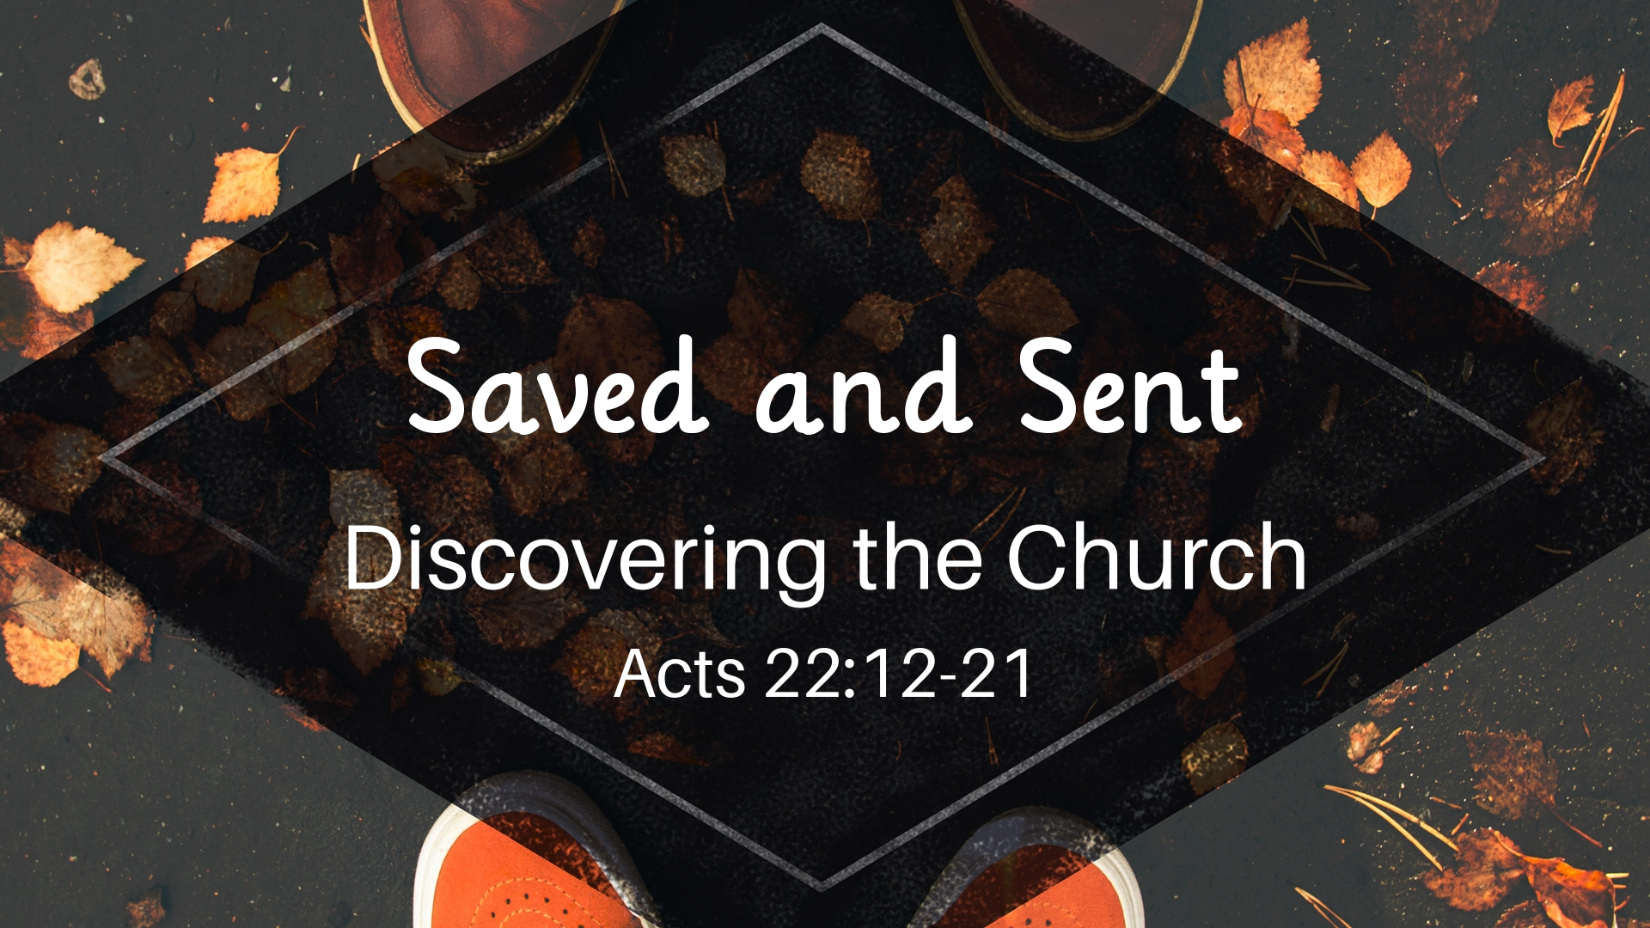 Saved and Sent
Discovering the Church
Acts 22:12-21